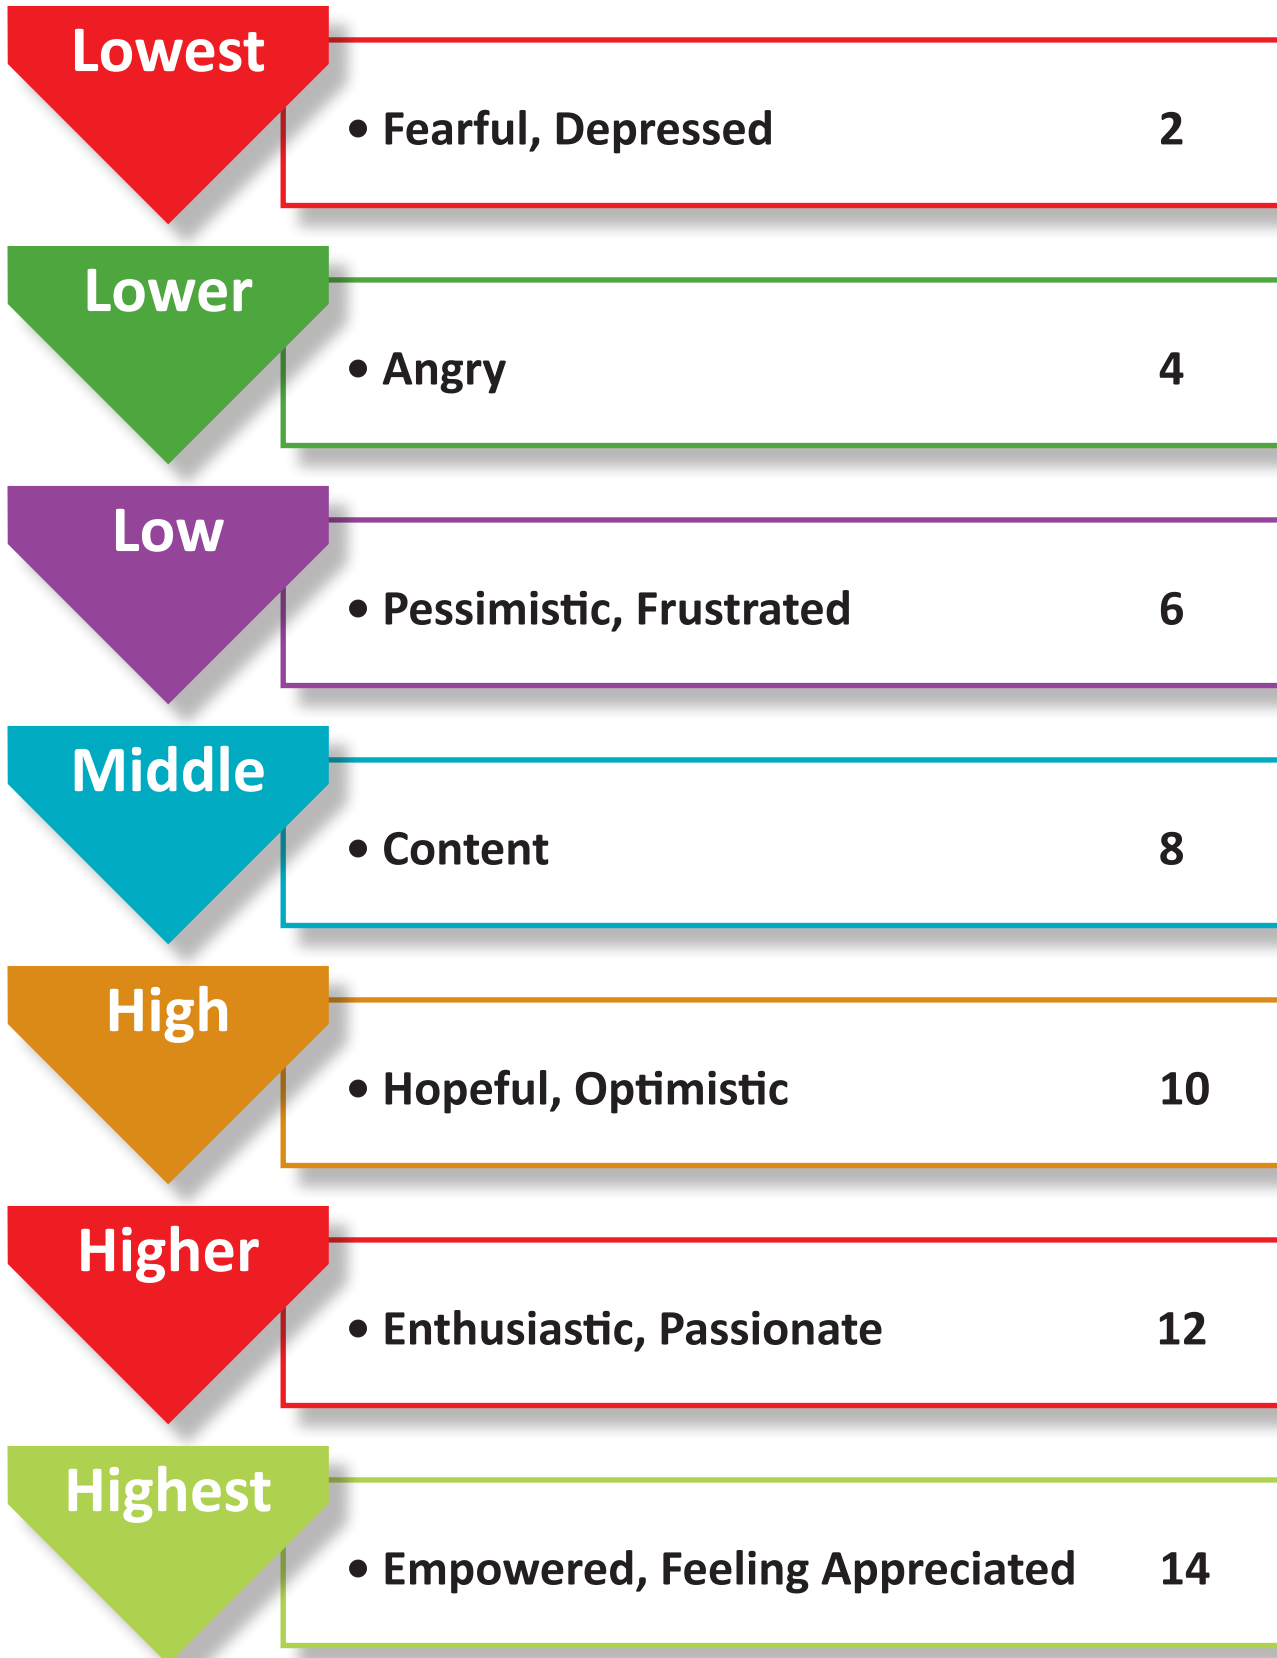 Lowest
• Fearful, Depressed 2
Lower
• Angry 4
Low
• Pessimistic, Frustrated 6
Middle
• Content 8
High
• Hopeful, Optimistic 10
Higher
• Enthusiastic, Passionate 12
Highest
• Empowered, Feeling Appreciated 14